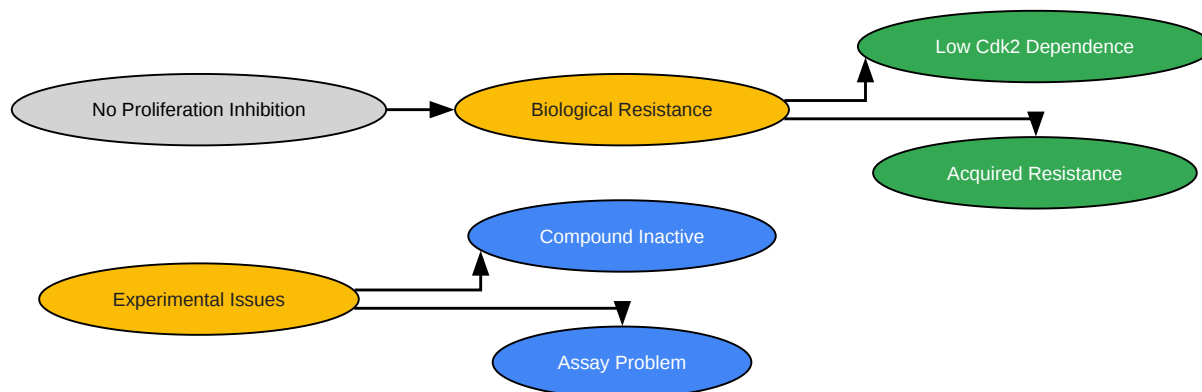 No Proliferation Inhibition
Biological Resistance
Low Cdk2 Dependence
Acquired Resistance
Experimental Issues
Compound Inactive
Assay Problem